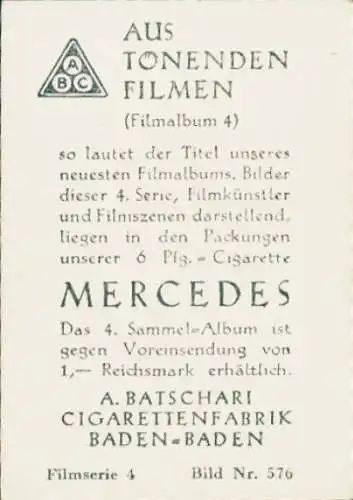 A
B C
AUS
TÖNENDEN
FILMEN
(Filmalbum 4)
so lautet der Titel unseres
neuesten Filmalbums. Bilder
dieser 4. Serie, Filmkünstler
und Filmszenen darstellend,
liegen in den Packungen
unserer 6 Pfg.=Cigarette
MERCEDES
Das 4. Sammel=Album ist
gegen Voreinsendung von
1,— Reichsmark erhältlich.
A. BATSCHARI
CIGARETTENFABRIK
BADEN=BADEN
Filmserie 4 Bild Nr. 576